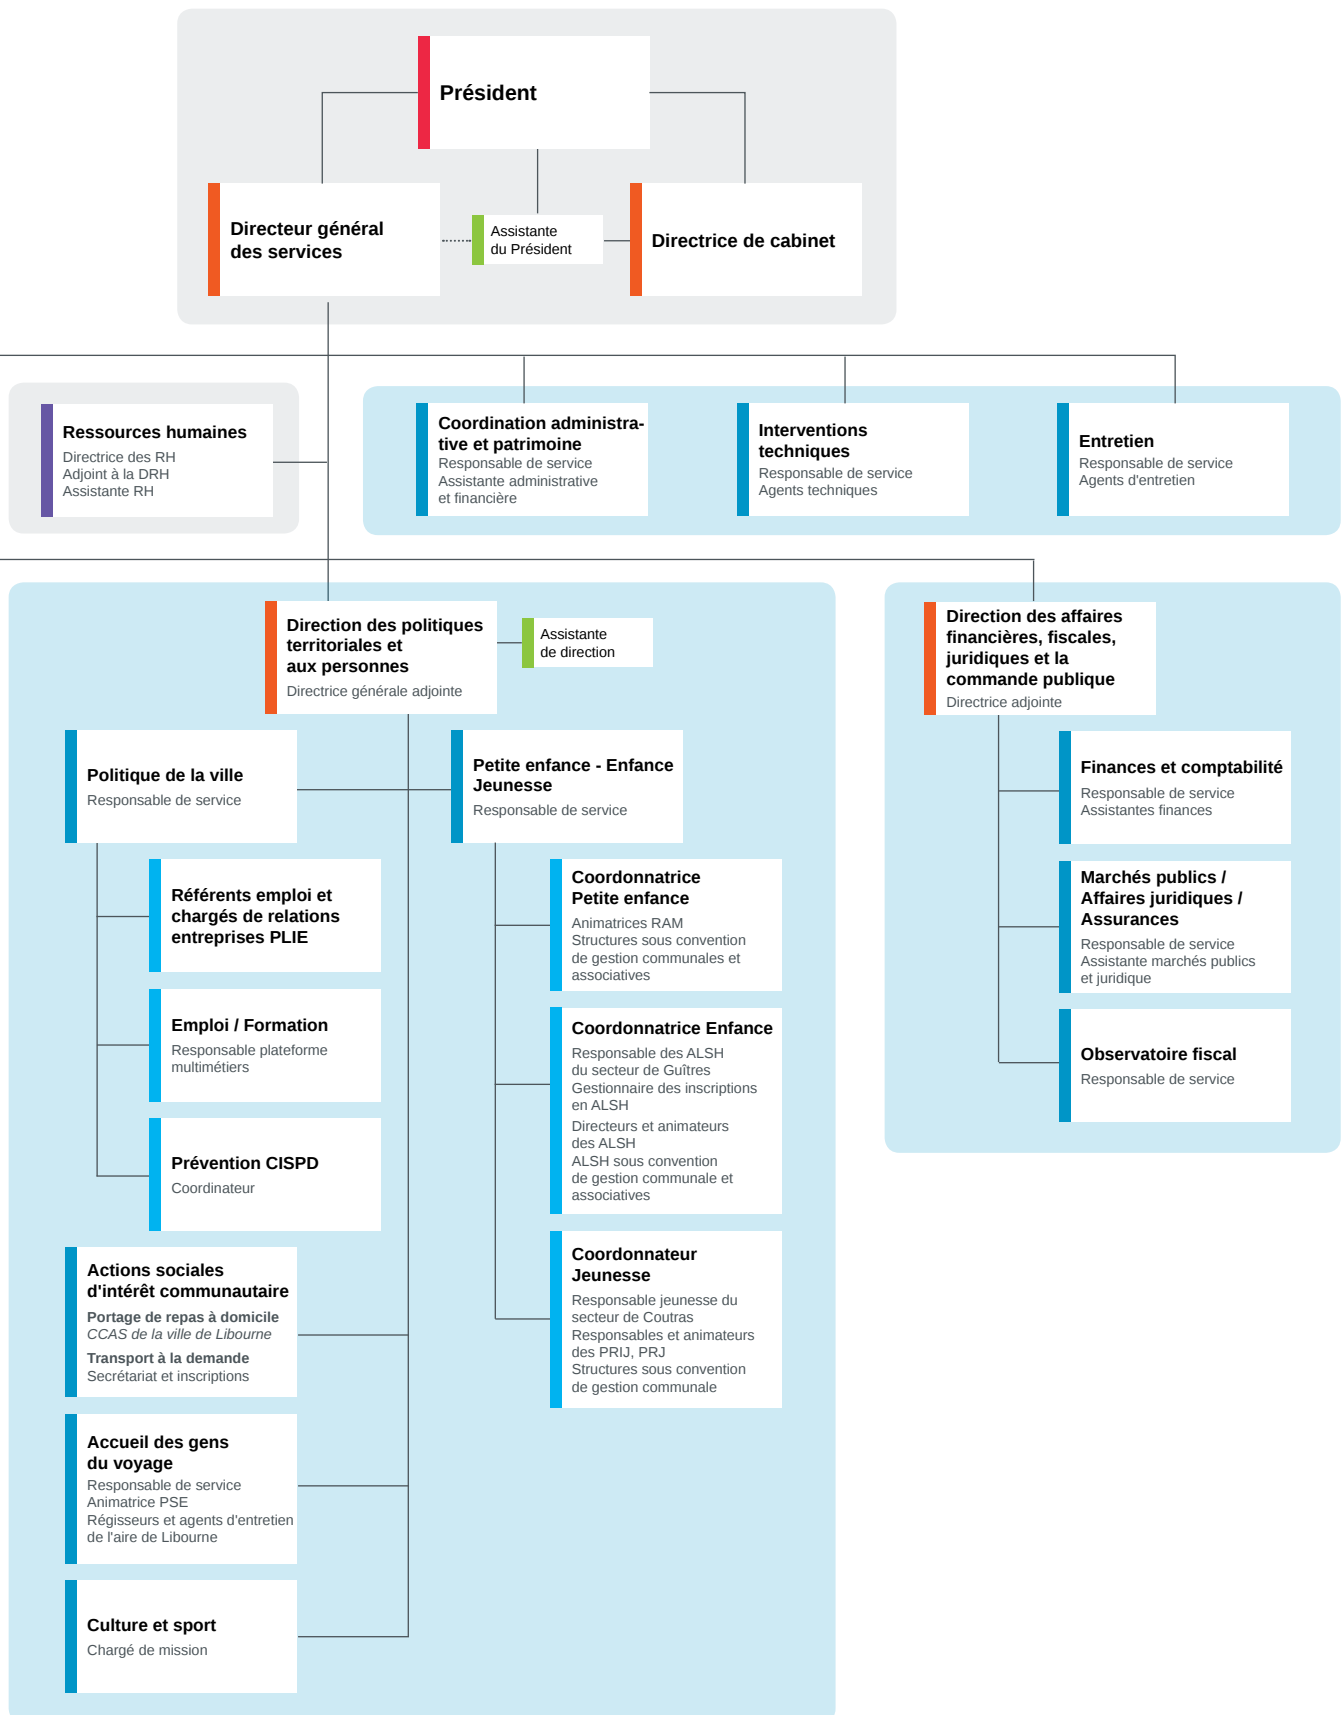 Président
Directeur général
des services
Assistante
du Président
Directrice de cabinet
Ressources humaines
Directrice des RH
Adjoint à la DRH
Assistante RH
Coordination administra-
tive et patrimoine
Responsable de service
Assistante administrative
et financière
Interventions
techniques
Responsable de service
Agents techniques
Entretien
Responsable de service
Agents d'entretien
Direction des politiques
territoriales et
aux personnes
Directrice générale adjointe
Assistante
de direction
Direction des affaires
financières, fiscales,
juridiques et la
commande publique
Directrice adjointe
Politique de la ville
Responsable de service
Référents emploi et
chargés de relations
entreprises PLIE
Emploi / Formation
Responsable plateforme
multimétiers
Prévention CISPD
Coordinateur
Actions sociales
d'intérêt communautaire
Portage de repas à domicile
CCAS de la ville de Libourne
Transport à la demande
Secrétariat et inscriptions
Accueil des gens
du voyage
Responsable de service
Animatrice PSE
Régisseurs et agents d'entretien
de l'aire de Libourne
Culture et sport
Chargé de mission
Petite enfance - Enfance
Jeunesse
Responsable de service
Coordonnatrice
Petite enfance
Animatrices RAM
Structures sous convention
de gestion communales et
associatives
Coordonnatrice Enfance
Responsable des ALSH
du secteur de Guîtres
Gestionnaire des inscriptions
en ALSH
Directeurs et animateurs
des ALSH
ALSH sous convention
de gestion communale et
associatives
Coordonnateur
Jeunesse
Responsable jeunesse du
secteur de Coutras
Responsables et animateurs
des PRIJ, PRJ
Structures sous convention
de gestion communale
Finances et comptabilité
Responsable de service
Assistantes finances
Marchés publics /
Affaires juridiques /
Assurances
Responsable de service
Assistante marchés publics
et juridique
Observatoire fiscal
Responsable de service